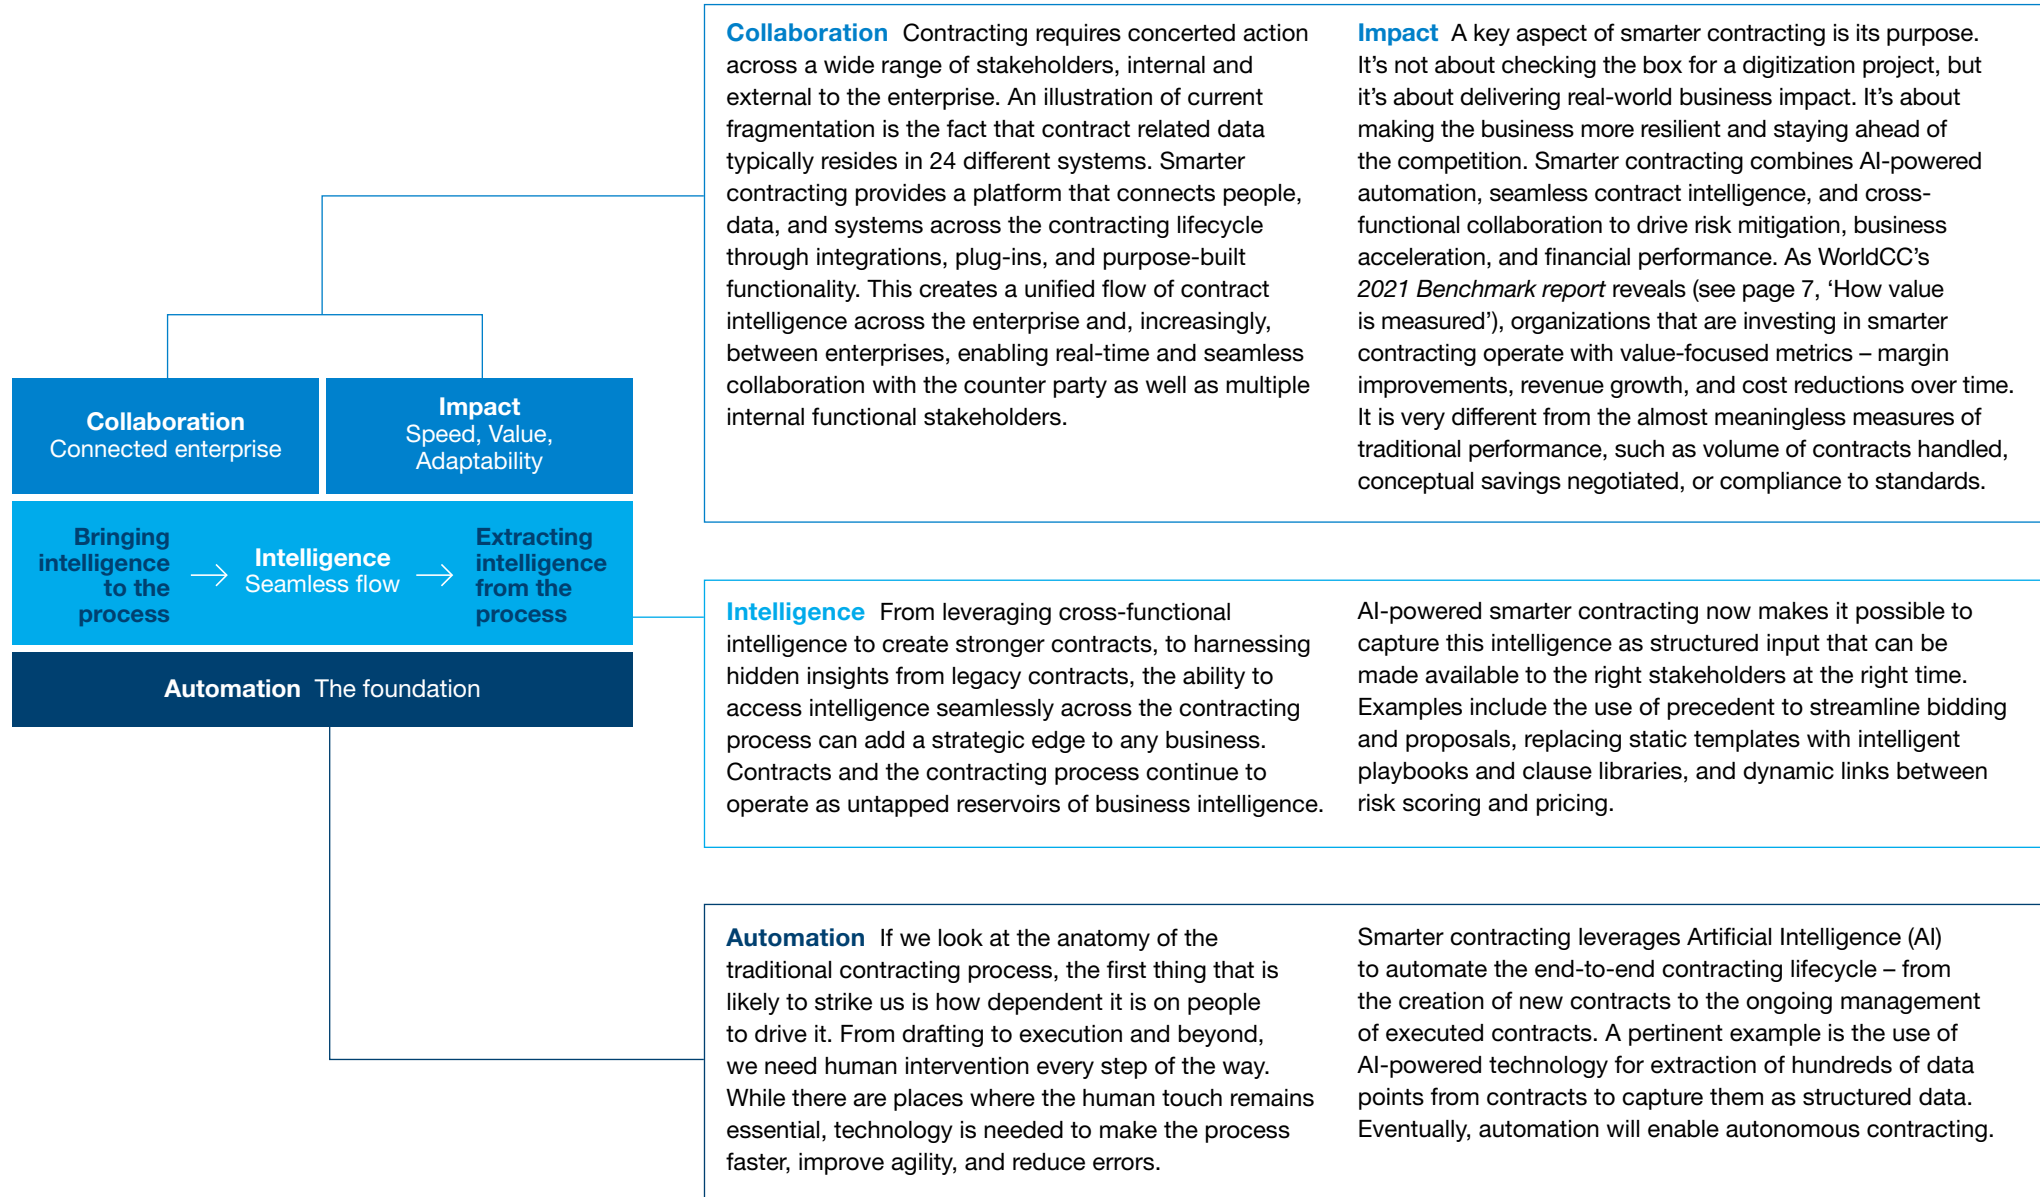 Collaboration Contracting requires concerted action
across a wide range of stakeholders, internal and
external to the enterprise. An illustration of current
fragmentation is the fact that contract related data
typically resides in 24 different systems. Smarter
contracting provides a platform that connects people,
data, and systems across the contracting lifecycle
through integrations, plug-ins, and purpose-built
functionality. This creates a unified flow of contract
intelligence across the enterprise and, increasingly,
between enterprises, enabling real-time and seamless
collaboration with the counter party as well as multiple
internal functional stakeholders.
Impact A key aspect of smarter contracting is its purpose.
It’s not about checking the box for a digitization project, but
it’s about delivering real-world business impact. It’s about
making the business more resilient and staying ahead of
the competition. Smarter contracting combines AI-powered
automation, seamless contract intelligence, and cross-
functional collaboration to drive risk mitigation, business
acceleration, and financial performance. As WorldCC’s
2021 Benchmark report reveals (see page 7, ‘How value
is measured’), organizations that are investing in smarter
contracting operate with value-focused metrics – margin
improvements, revenue growth, and cost reductions over time.
It is very different from the almost meaningless measures of
traditional performance, such as volume of contracts handled,
conceptual savings negotiated, or compliance to standards.
Collaboration
Connected enterprise
Impact
Speed, Value,
Adaptability
Bringing
intelligence
to the
process
Intelligence
Seamless flow
Extracting
intelligence
from the
process
Automation The foundation
Intelligence From leveraging cross-functional
intelligence to create stronger contracts, to harnessing
hidden insights from legacy contracts, the ability to
access intelligence seamlessly across the contracting
process can add a strategic edge to any business.
Contracts and the contracting process continue to
operate as untapped reservoirs of business intelligence.
AI-powered smarter contracting now makes it possible to
capture this intelligence as structured input that can be
made available to the right stakeholders at the right time.
Examples include the use of precedent to streamline bidding
and proposals, replacing static templates with intelligent
playbooks and clause libraries, and dynamic links between
risk scoring and pricing.
Automation If we look at the anatomy of the
traditional contracting process, the first thing that is
likely to strike us is how dependent it is on people
to drive it. From drafting to execution and beyond,
we need human intervention every step of the way.
While there are places where the human touch remains
essential, technology is needed to make the process
faster, improve agility, and reduce errors.
Smarter contracting leverages Artificial Intelligence (AI)
to automate the end-to-end contracting lifecycle – from
the creation of new contracts to the ongoing management
of executed contracts. A pertinent example is the use of
AI-powered technology for extraction of hundreds of data
points from contracts to capture them as structured data.
Eventually, automation will enable autonomous contracting.